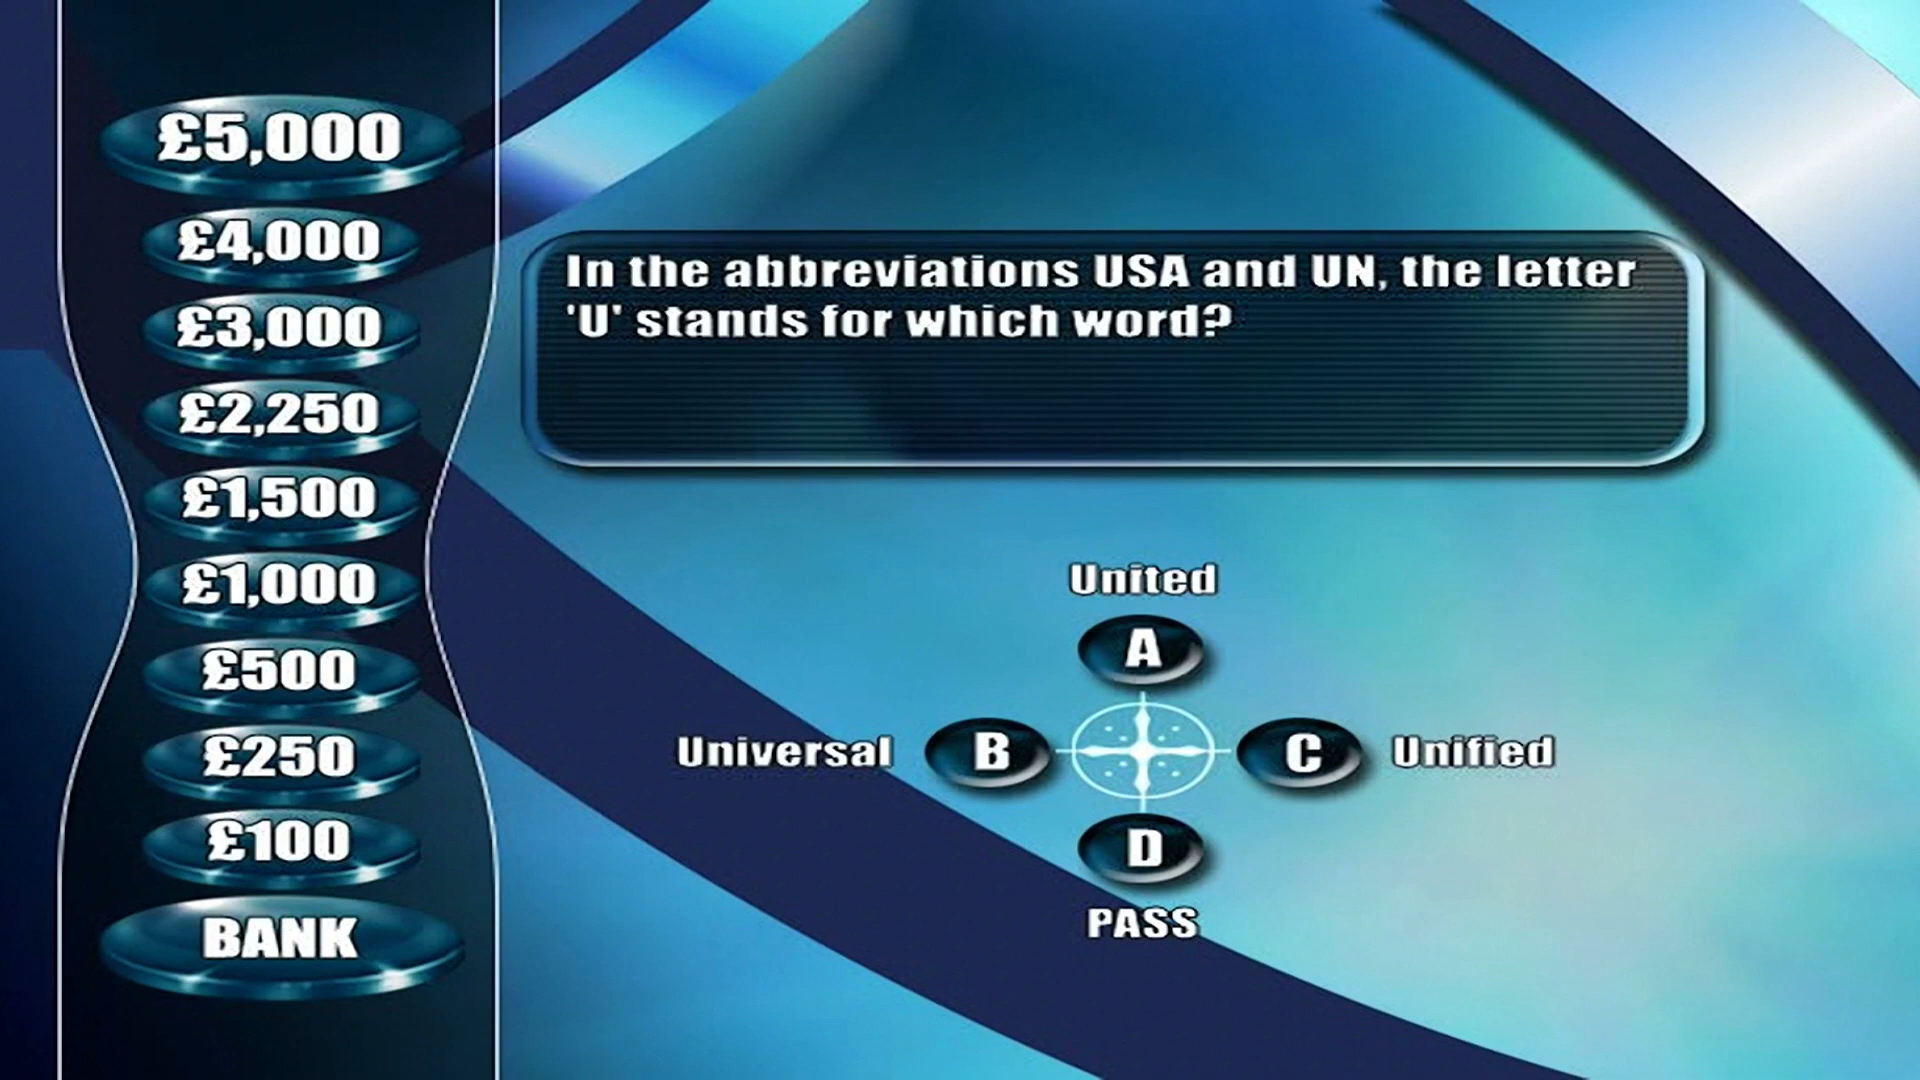 £5,000
£4,000
£3,000
£2,250
£1,500
£1,000
£500
£250
£100
BANK
In the abbreviations USA and UN, the letter
'U' stands for which word?
United
A
Universal B C Unified
D
PASS